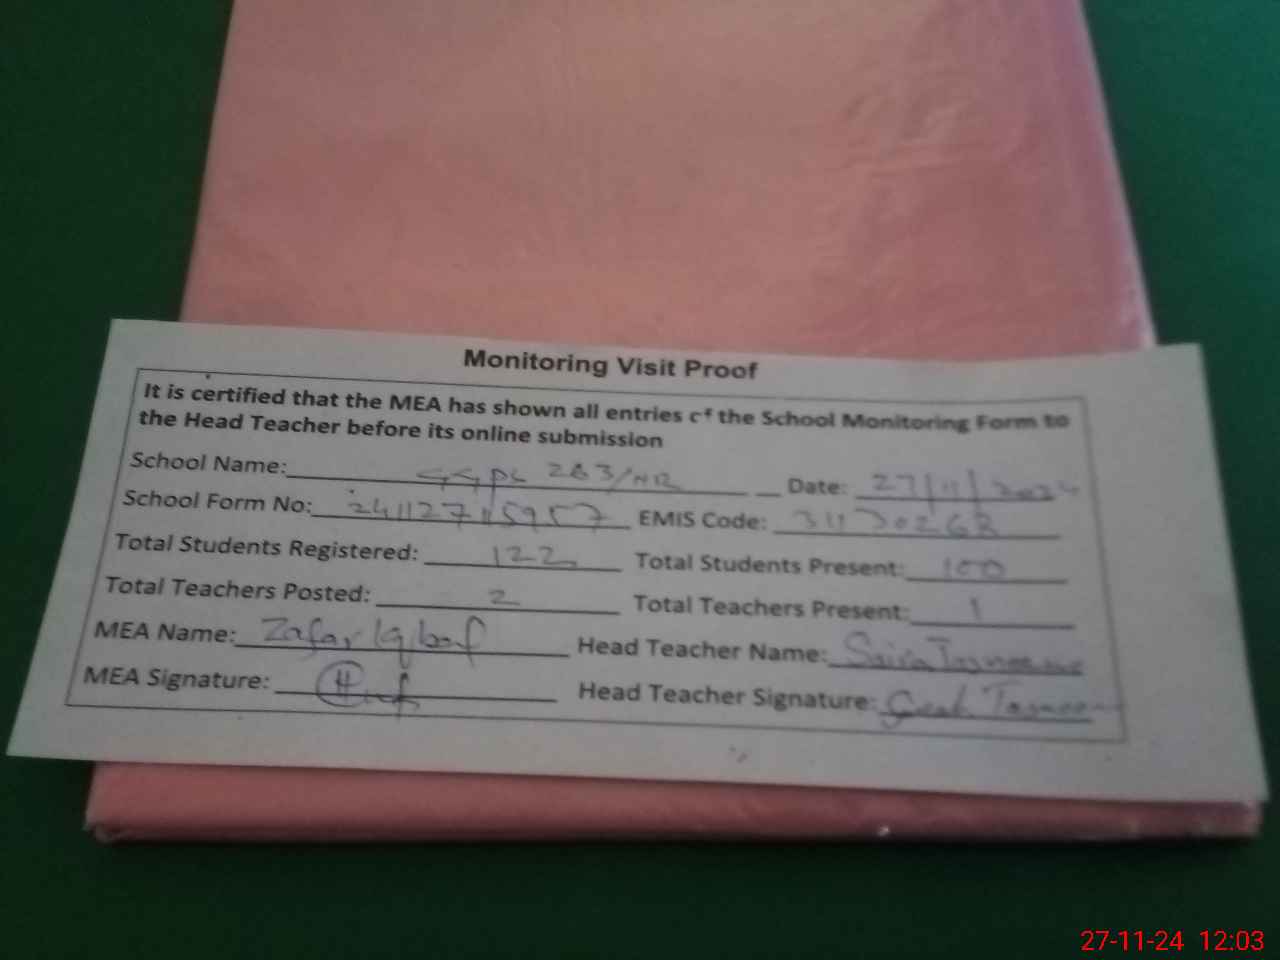 Monitoring Visit Proof
It is certified that the MEA has shown all entries of the School Monitoring Form to
the Head Teacher before its online submission
School Name: GGPS 283/HR Date: 27/11/2024
School Form No: EMIS Code:
Total Students Registered: 122 Total Students Present: 100
Total Teachers Posted: 2 Total Teachers Present: 1
MEA Name: Zafar Iqbal Head Teacher Name: Saira Tasneem
MEA Signature: Head Teacher Signature: Tasneem
27-11-24 12:03